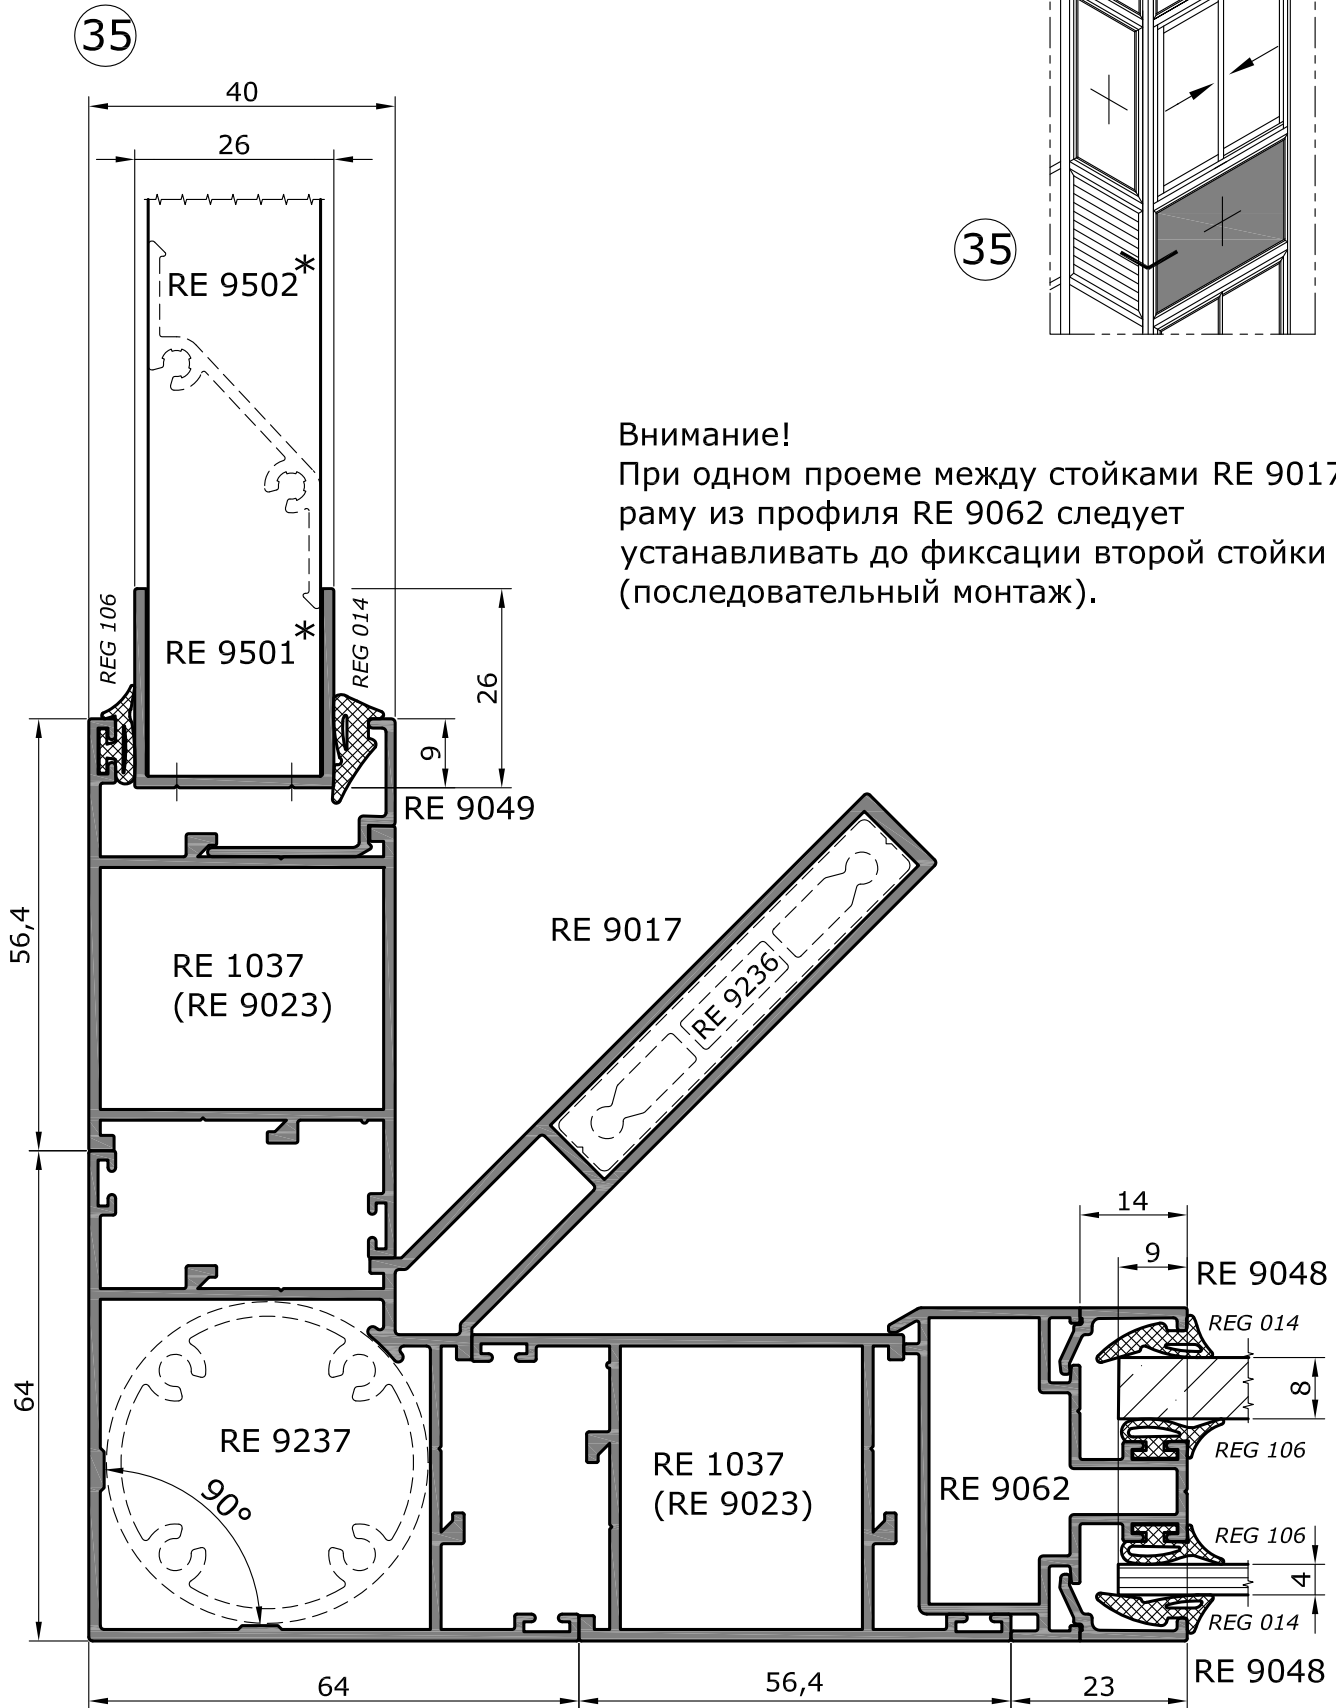 35
40
26
RE 9502*
35
Внимание!
При одном проеме между стойками RE 9017
раму из профиля RE 9062 следует
устанавливать до фиксации второй стойки
(последовательный монтаж).
REG 106
REG 014
RE 9501*
26
9
RE 9049
56,4
RE 9017
RE 1037
(RE 9023)
RE 9236
14
9
RE 9048
REG 014
8
64
RE 9237
90°
REG 106
RE 1037
(RE 9023)
RE 9062
REG 106
4
REG 014
RE 9048
64
56,4
23